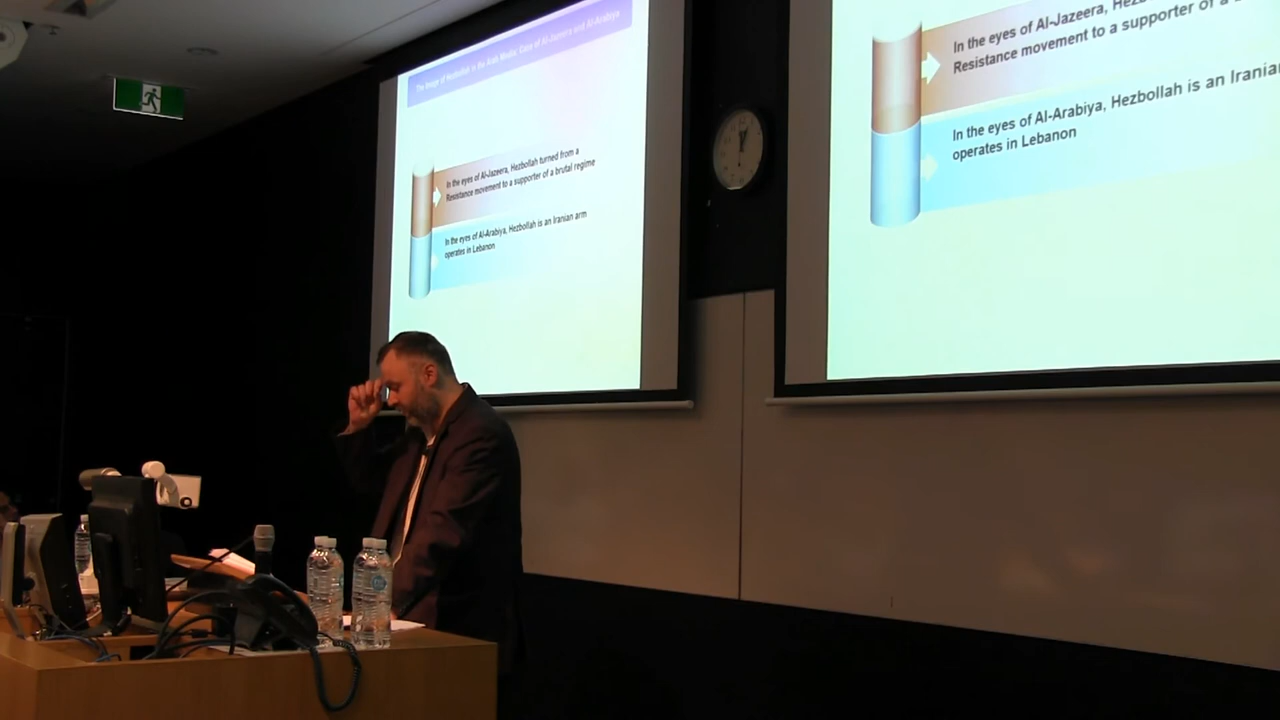 The Image of Hezbollah in the Arab Media: Case of Al-Jazeera and Al-Arabiya
In the eyes of Al-Jazeera, Hezbollah turned from a
Resistance movement to a supporter of a brutal regime
In the eyes of Al-Arabiya, Hezbollah is an Iranian arm
operates in Lebanon
In the eyes of Al-Jazeera,
Resistance movement to a supporter of a
In the eyes of Al-Arabiya, Hezbollah is an
operates in Lebanon